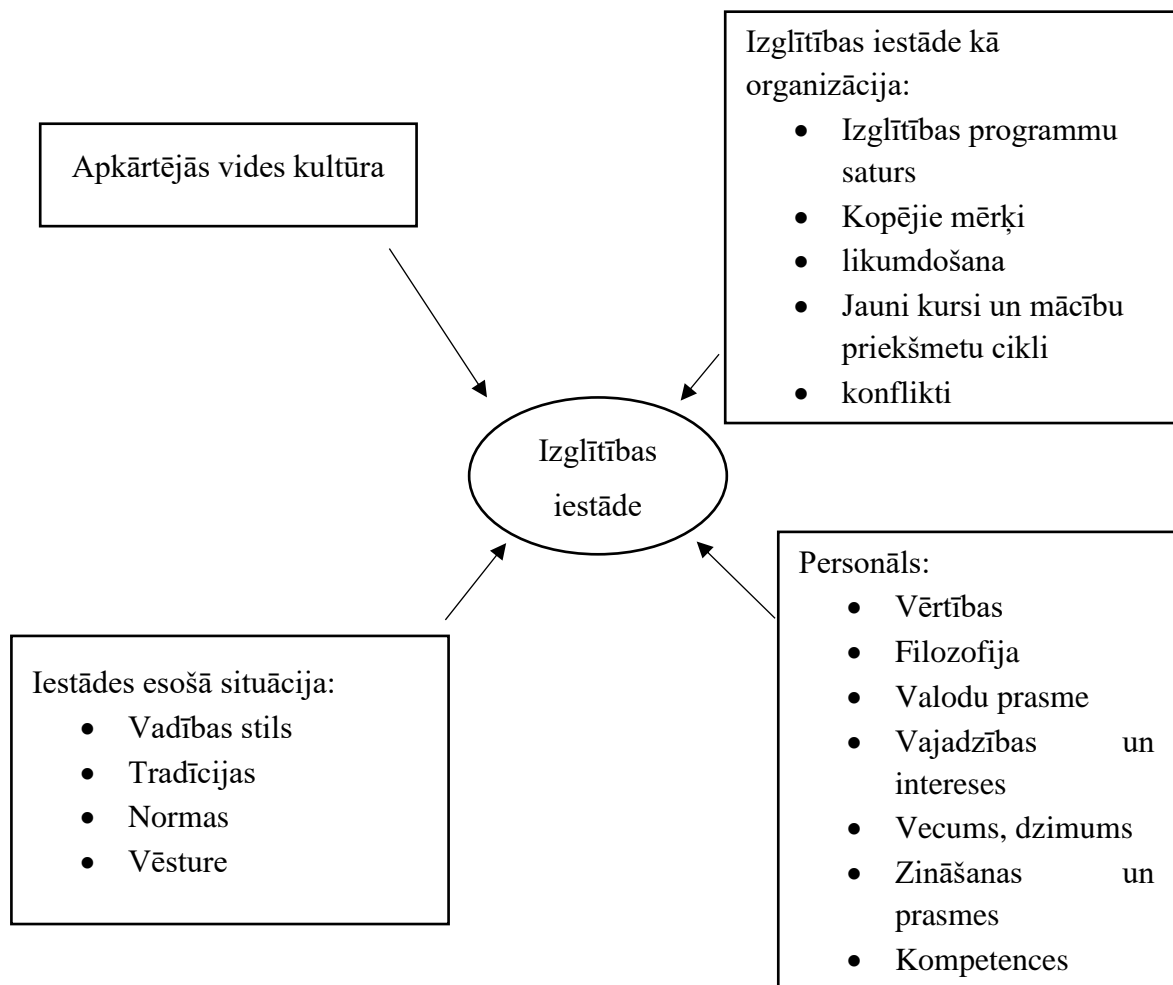 Apkārtējās vides kultūra
Izglītības iestāde kā
organizācija:
• Izglītības programmu
saturs
• Kopējie mērķi
• likumdošana
• Jauni kursi un mācību
priekšmetu cikli
• konflikti
Izglītības
iestāde
Iestādes esošā situācija:
• Vadības stils
• Tradīcijas
• Normas
• Vēsture
Personāls:
• Vērtības
• Filozofija
• Valodu prasme
• Vajadzības un
intereses
• Vecums, dzimums
• Zināšanas un
prasmes
• Kompetences